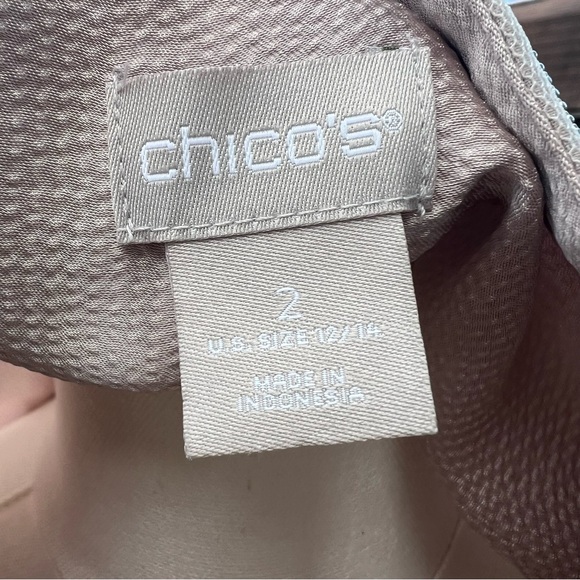 chico's®
2
U.S. SIZE 12/14
MADE IN
INDONESIA